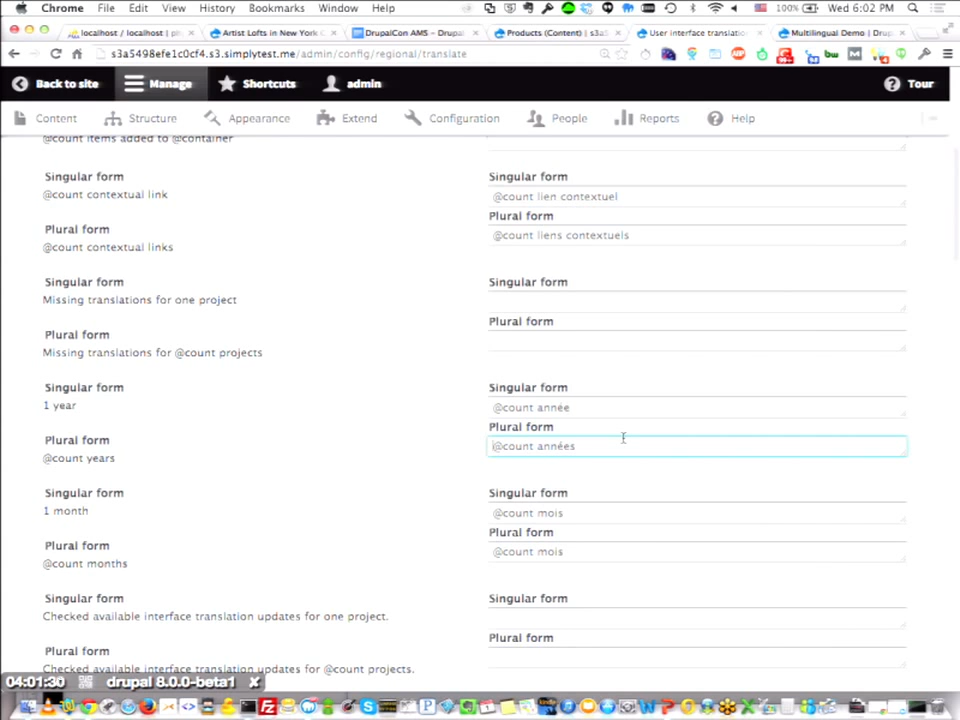 Chrome File Edit View History Bookmarks Window Help 100% Wed 6:02 PM
localhost / localhost | ph Artist Lofts in New York C DrupalCon AMS – Drupal Products (Content) | s3a5 User interface translatio Multilingual Demo | Drup
s3a5498efe1c0cf4.s3.simplytest.me/admin/config/regional/translate
Back to site Manage Shortcuts admin Tour
Content Structure Appearance Extend Configuration People Reports Help
@count items added to @container
Singular form Singular form
@count contextual link @count lien contextuel
Plural form Plural form
@count contextual links @count liens contextuels
Singular form Singular form
Missing translations for one project
Plural form Plural form
Missing translations for @count projects
Singular form Singular form
1 year @count année
Plural form Plural form
@count years @count années
Singular form Singular form
1 month @count mois
Plural form Plural form
@count months @count mois
Singular form Singular form
Checked available interface translation updates for one project.
Plural form Plural form
Checked available interface translation updates for @count projects.
04:01:30 drupal 8.0.0-beta1